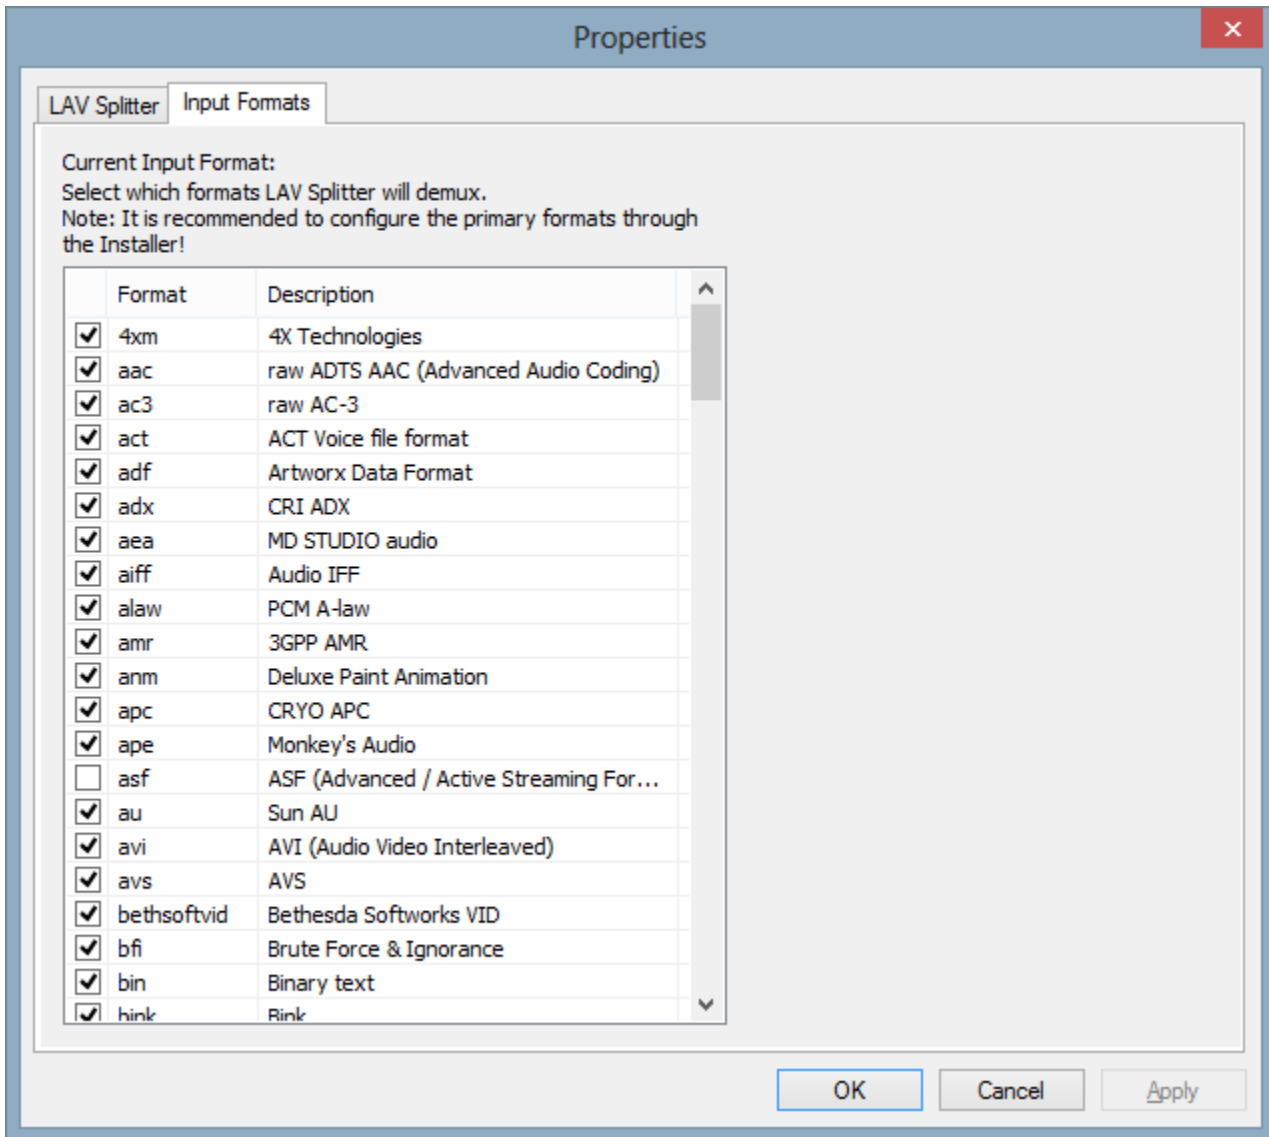 Properties
LAV Splitter Input Formats
Current Input Format:
Select which formats LAV Splitter will demux.
Note: It is recommended to configure the primary formats through
the Installer!
Format Description
4xm 4X Technologies
aac raw ADTS AAC (Advanced Audio Coding)
ac3 raw AC-3
act ACT Voice file format
adf Artworx Data Format
adx CRI ADX
aea MD STUDIO audio
aiff Audio IFF
alaw PCM A-law
amr 3GPP AMR
anm Deluxe Paint Animation
apc CRYO APC
ape Monkey's Audio
asf ASF (Advanced / Active Streaming For...
au Sun AU
avi AVI (Audio Video Interleaved)
avs AVS
bethsoftvid Bethesda Softworks VID
bfi Brute Force & Ignorance
bin Binary text
bink Bink
OK Cancel Apply